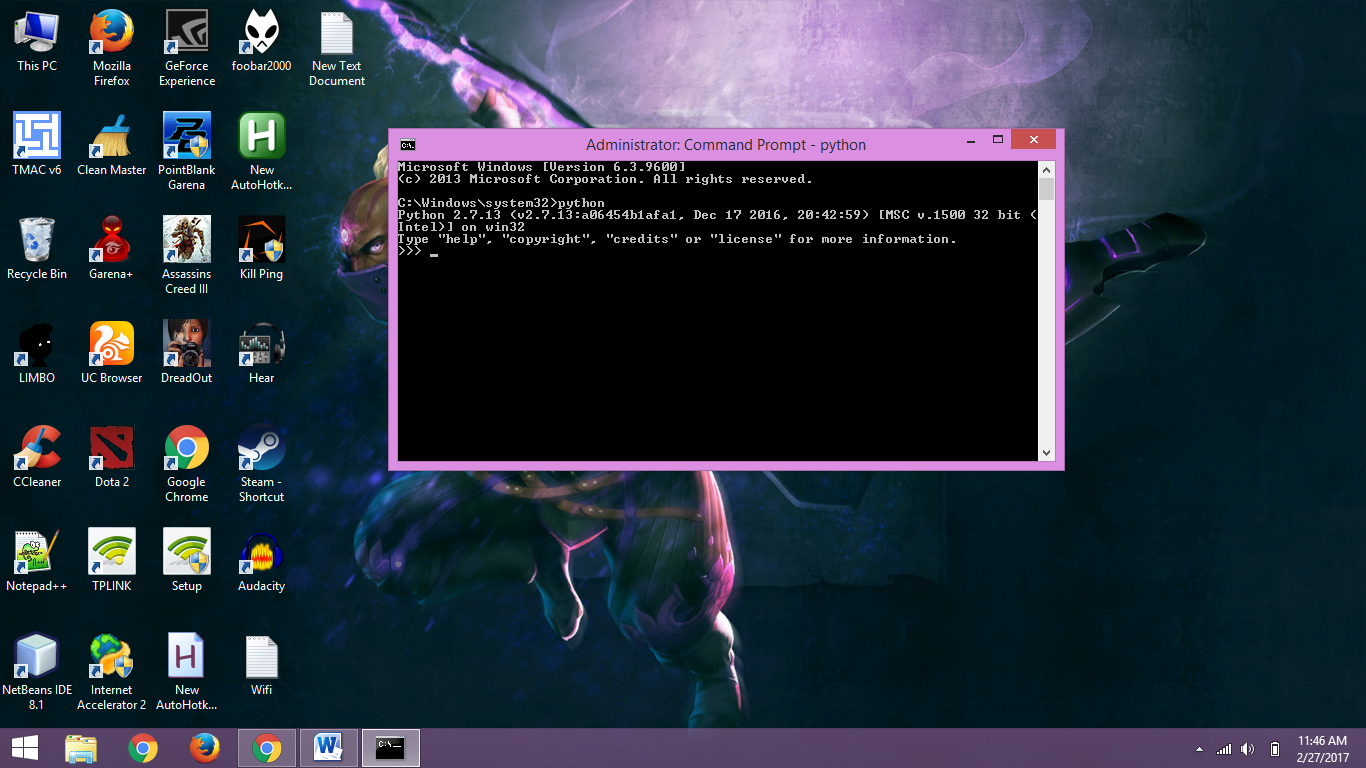 This PC
Mozilla
Firefox
GeForce
Experience
foobar2000
New Text
Document
TMAC v6
Clean Master
PointBlank
Garena
New
AutoHotk...
Recycle Bin
Garena+
Assassins
Creed III
Kill Ping
LIMBO
UC Browser
DreadOut
Hear
CCleaner
Dota 2
Google
Chrome
Steam -
Shortcut
Notepad++
TPLINK
Setup
Audacity
NetBeans IDE
8.1
Internet
Accelerator 2
New
AutoHotk...
Wifi
Administrator: Command Prompt - python
Microsoft Windows [Version 6.3.9600]
(c) 2013 Microsoft Corporation. All rights reserved.
C:\Windows\system32>python
Python 2.7.13 (v2.7.13:a06454b1afa1, Dec 17 2016, 20:42:59) [MSC v.1500 32 bit (
Intel)] on win32
Type "help", "copyright", "credits" or "license" for more information.
>>> _
11:46 AM
2/27/2017